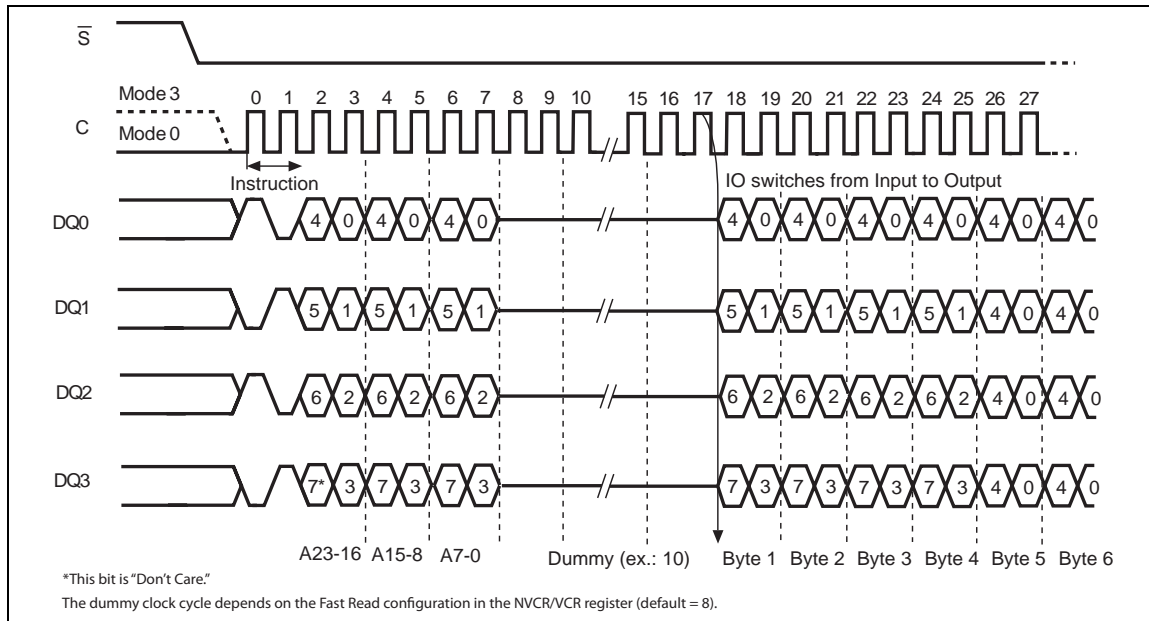 S
Mode 3
C
Mode 0
0 1 2 3 4 5 6 7 8 9 10 15 16 17 18 19 20 21 22 23 24 25 26 27
Instruction
IO switches from Input to Output
DQ0 4 0 4 0 4 0 4 0 4 0 4 0 4 0 4 0 4 0
DQ1 5 1 5 1 5 1 5 1 5 1 5 1 5 1 4 0 4 0
DQ2 6 2 6 2 6 2 6 2 6 2 6 2 6 2 4 0 4 0
DQ3 7* 3 7 3 7 3 7 3 7 3 7 3 7 3 4 0 4 0
A23-16 A15-8 A7-0 Dummy (ex.: 10) Byte 1 Byte 2 Byte 3 Byte 4 Byte 5 Byte 6
*This bit is "Don't Care."
The dummy clock cycle depends on the Fast Read configuration in the NVCR/VCR register (default = 8).